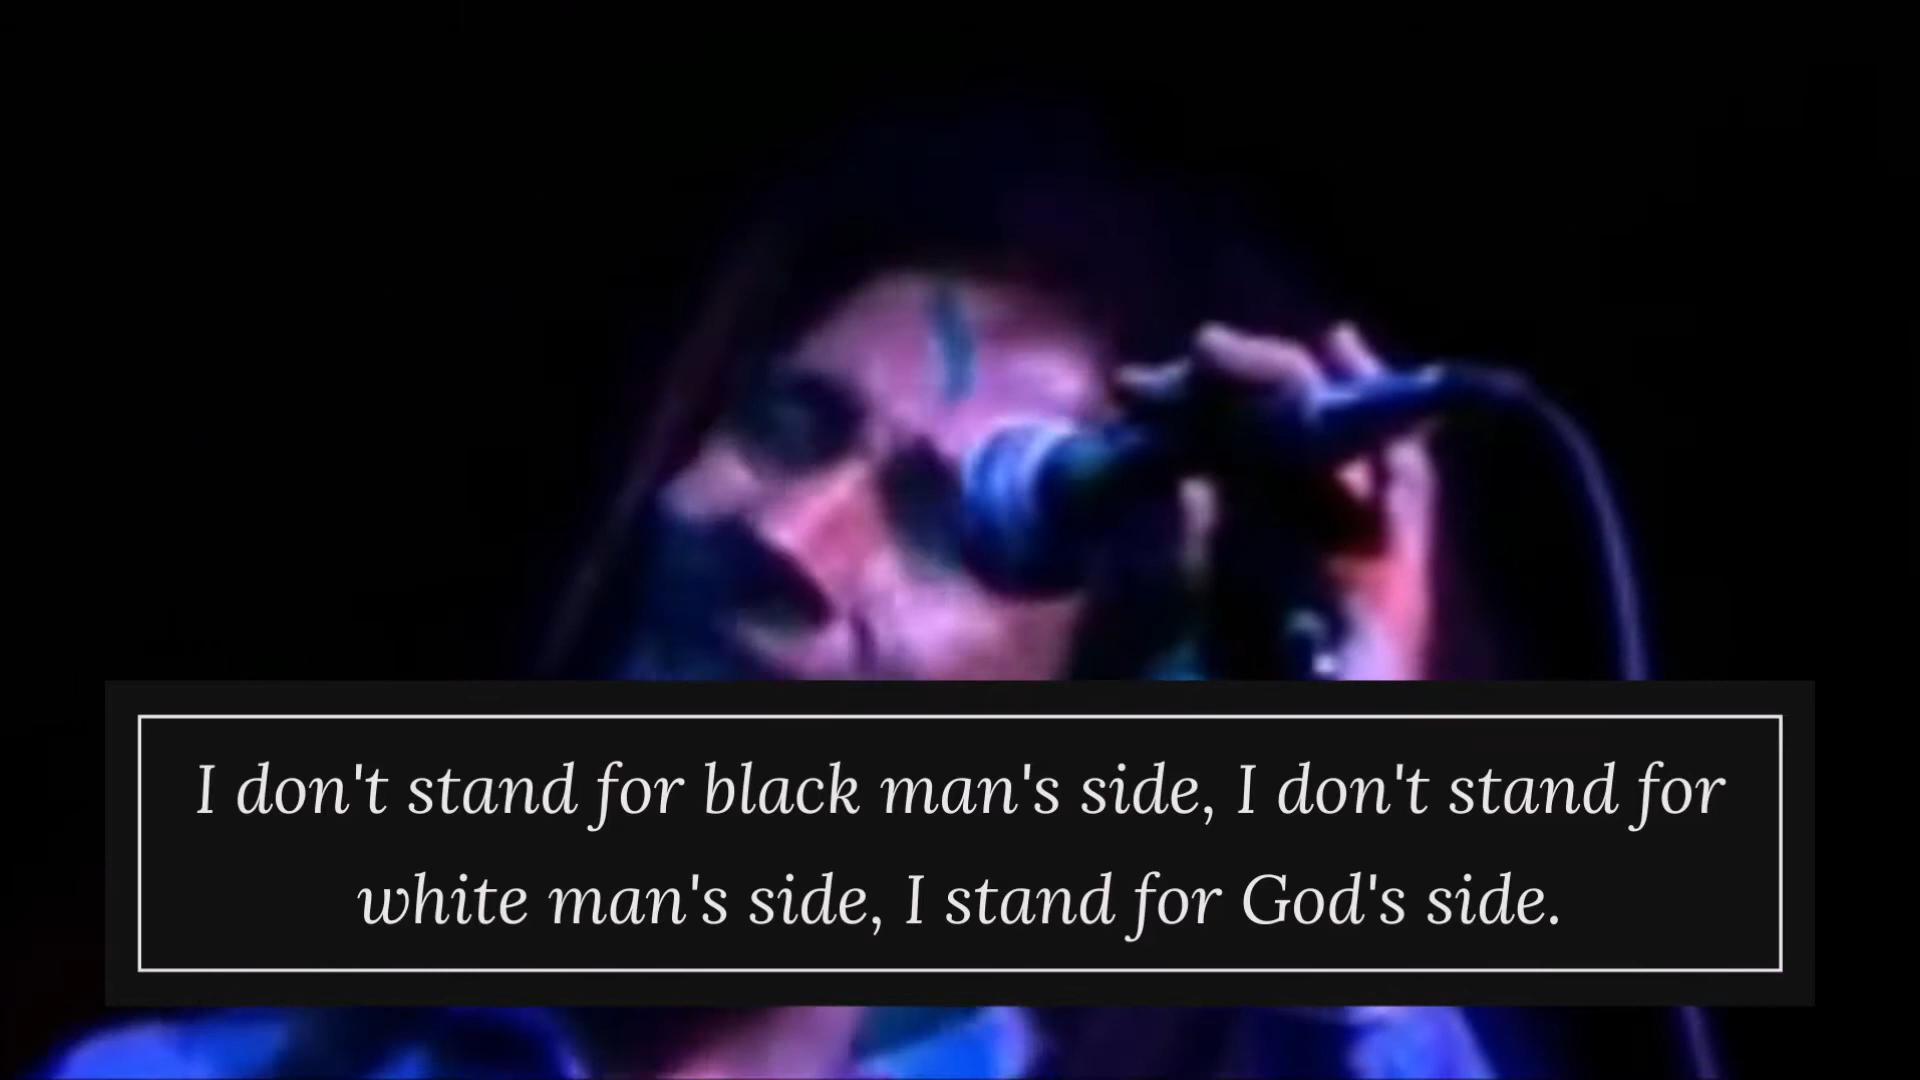 I don't stand for black man's side, I don't stand for
white man's side, I stand for God's side.